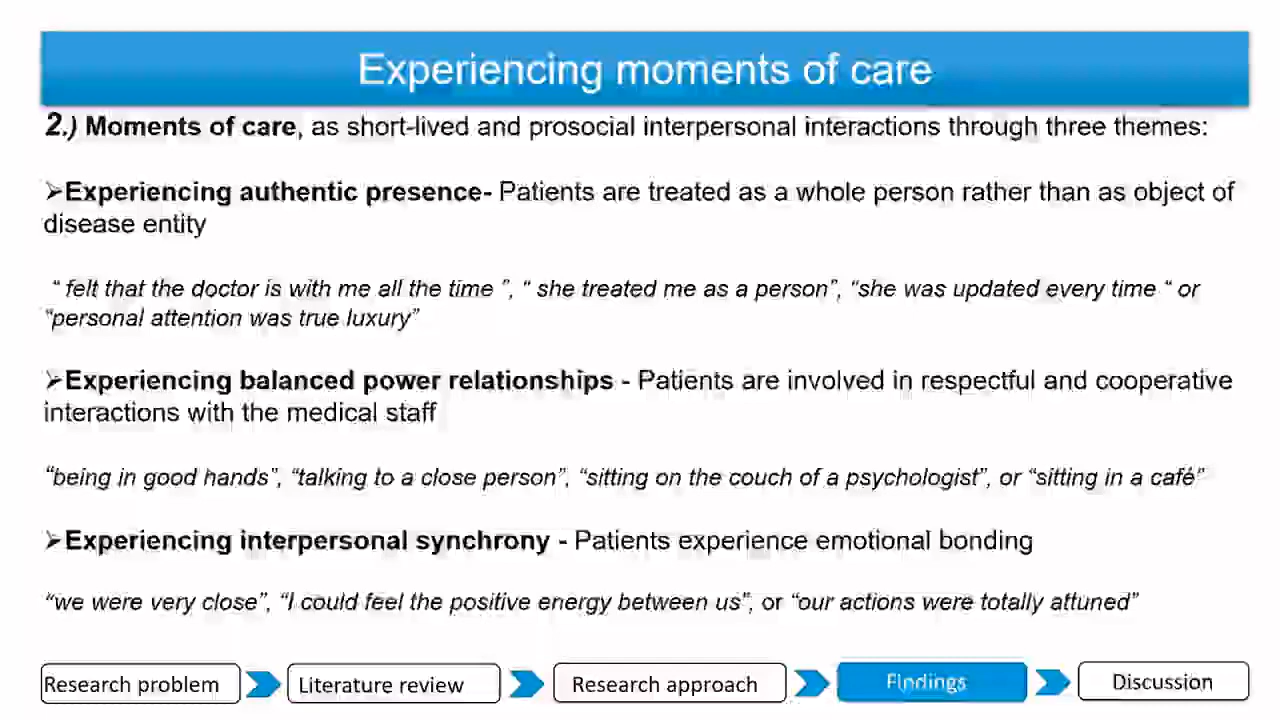 Experiencing moments of care
2.) Moments of care, as short-lived and prosocial interpersonal interactions through three themes:
➢Experiencing authentic presence- Patients are treated as a whole person rather than as object of
disease entity
“ felt that the doctor is with me all the time ”, “ she treated me as a person”, “she was updated every time “ or
“personal attention was true luxury”
➢Experiencing balanced power relationships - Patients are involved in respectful and cooperative
interactions with the medical staff
“being in good hands”, “talking to a close person”, “sitting on the couch of a psychologist”, or “sitting in a café”
➢Experiencing interpersonal synchrony - Patients experience emotional bonding
“we were very close”, “I could feel the positive energy between us”, or “our actions were totally attuned”
Research problem Literature review Research approach Findings Discussion